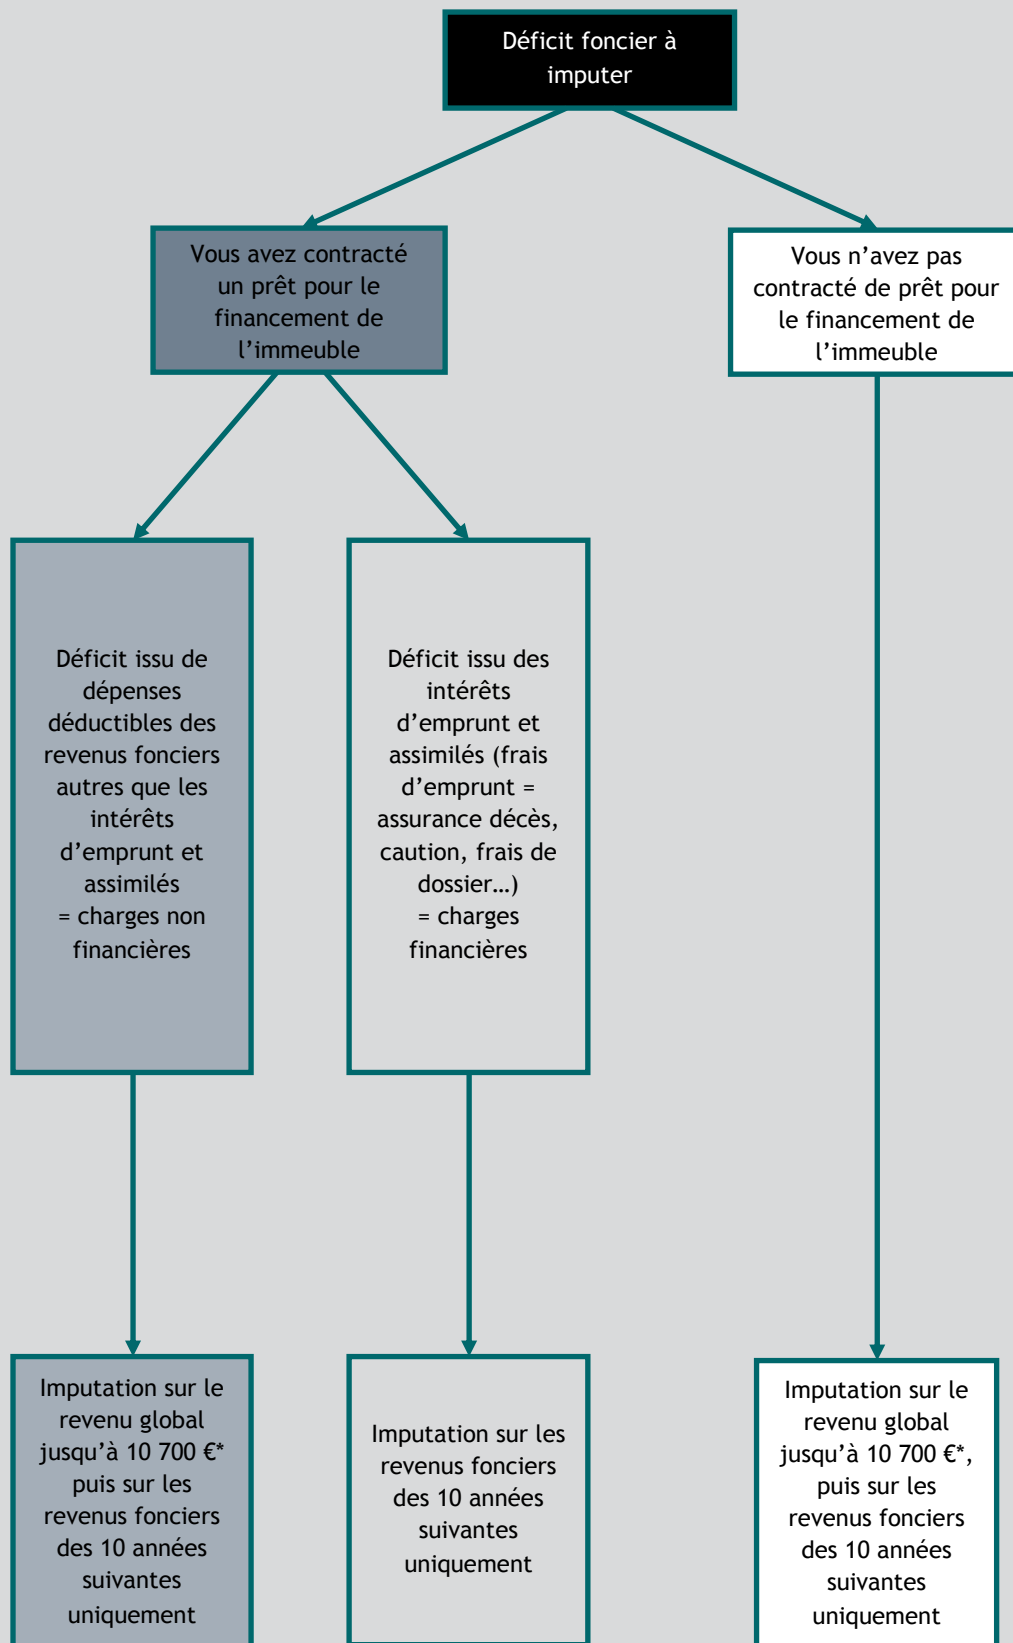 Déficit foncier à
imputer
Vous avez contracté
un prêt pour le
financement de
l’immeuble
Vous n’avez pas
contracté de prêt pour
le financement de
l’immeuble
Déficit issu de
dépenses
déductibles des
revenus fonciers
autres que les
intérêts
d’emprunt et
assimilés
= charges non
financières
Déficit issu des
intérêts
d’emprunt et
assimilés (frais
d’emprunt =
assurance décès,
caution, frais de
dossier…)
= charges
financières
Imputation sur le
revenu global
jusqu’à 10 700 €*
puis sur les
revenus fonciers
des 10 années
suivantes
uniquement
Imputation sur les
revenus fonciers
des 10 années
suivantes
uniquement
Imputation sur le
revenu global
jusqu’à 10 700 €*,
puis sur les
revenus fonciers
des 10 années
suivantes
uniquement